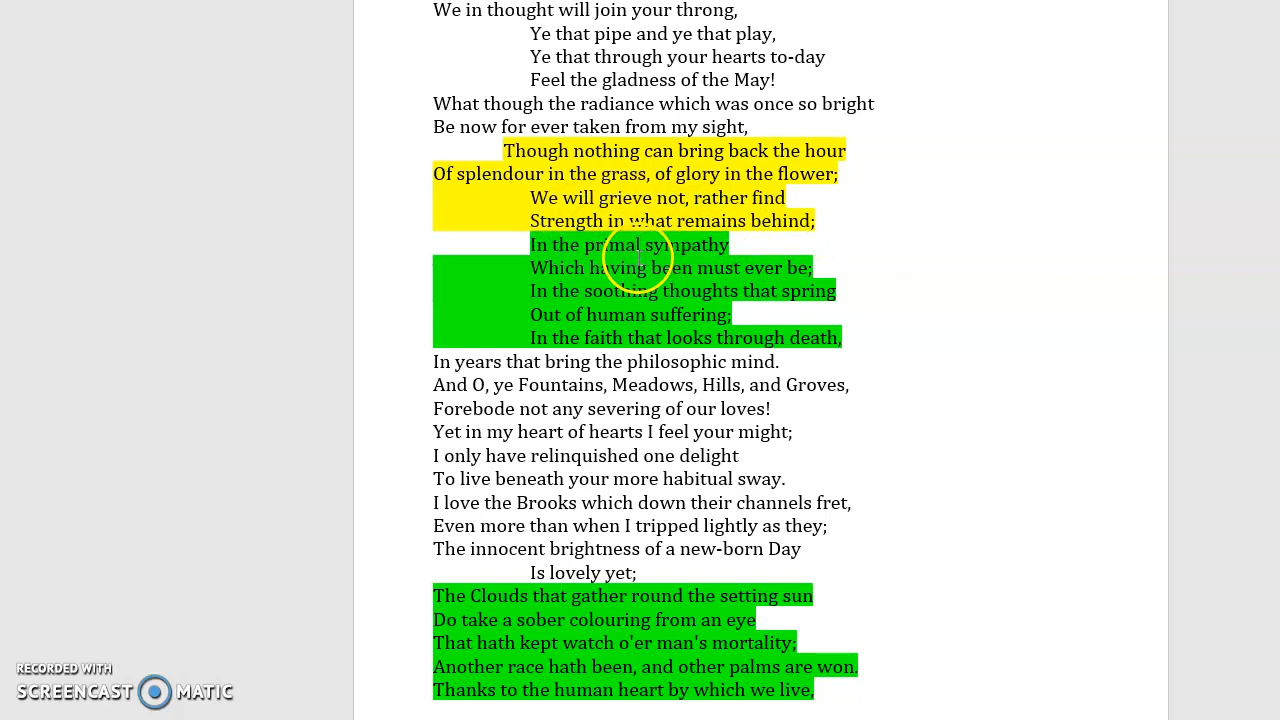 We in thought will join your throng,
Ye that pipe and ye that play,
Ye that through your hearts to-day
Feel the gladness of the May!
What though the radiance which was once so bright
Be now for ever taken from my sight,
Though nothing can bring back the hour
Of splendour in the grass, of glory in the flower;
We will grieve not, rather find
Strength in what remains behind;
In the primal sympathy
Which having been must ever be;
In the soothing thoughts that spring
Out of human suffering;
In the faith that looks through death,
In years that bring the philosophic mind.
And O, ye Fountains, Meadows, Hills, and Groves,
Forebode not any severing of our loves!
Yet in my heart of hearts I feel your might;
I only have relinquished one delight
To live beneath your more habitual sway.
I love the Brooks which down their channels fret,
Even more than when I tripped lightly as they;
The innocent brightness of a new-born Day
Is lovely yet;
The Clouds that gather round the setting sun
Do take a sober colouring from an eye
That hath kept watch o'er man's mortality;
Another race hath been, and other palms are won.
Thanks to the human heart by which we live,
RECORDED WITH
SCREENCAST MATIC